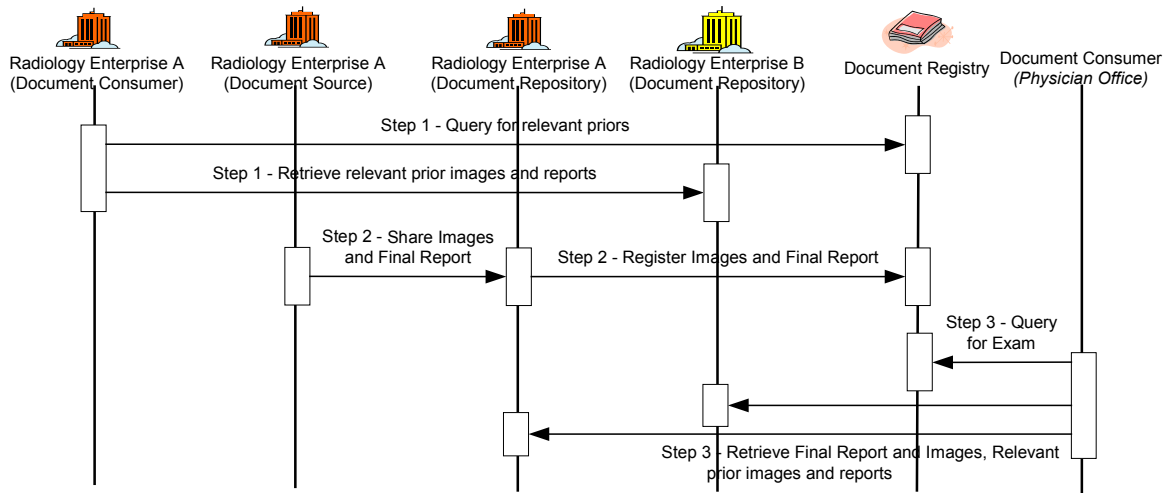 Radiology Enterprise A
(Document Consumer)
Radiology Enterprise A
(Document Source)
Radiology Enterprise A
(Document Repository)
Radiology Enterprise B
(Document Repository)
Document Registry
Document Consumer
(Physician Office)
Step 1 - Query for relevant priors
Step 1 - Retrieve relevant prior images and reports
Step 2 - Share Images
and Final Report
Step 2 - Register Images and Final Report
Step 3 - Query
for Exam
Step 3 - Retrieve Final Report and Images, Relevant
prior images and reports